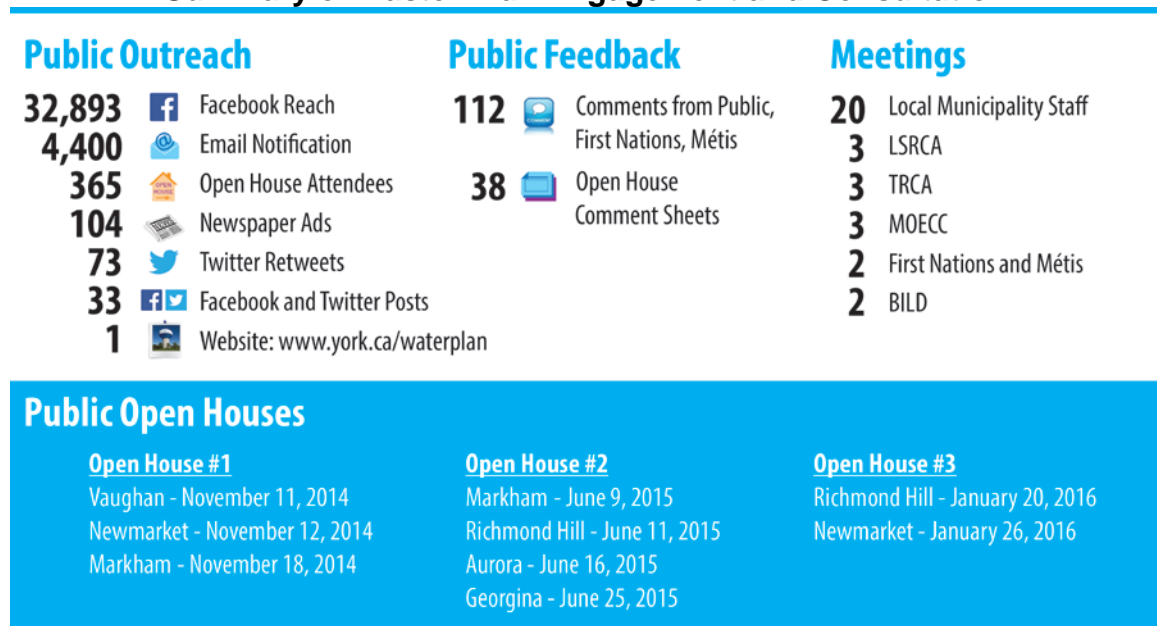 Public Outreach
32,893 Facebook Reach
4,400 Email Notification
365 Open House Attendees
104 Newspaper Ads
73 Twitter Retweets
33 Facebook and Twitter Posts
1 Website: www.york.ca/waterplan
Public Feedback
112 Comments from Public,
First Nations, Métis
38 Open House
Comment Sheets
Meetings
20 Local Municipality Staff
3 LSRCA
3 TRCA
3 MOECC
2 First Nations and Métis
2 BILD
Public Open Houses
Open House #1
Vaughan - November 11, 2014
Newmarket - November 12, 2014
Markham - November 18, 2014
Open House #2
Markham - June 9, 2015
Richmond Hill - June 11, 2015
Aurora - June 16, 2015
Georgina - June 25, 2015
Open House #3
Richmond Hill - January 20, 2016
Newmarket - January 26, 2016